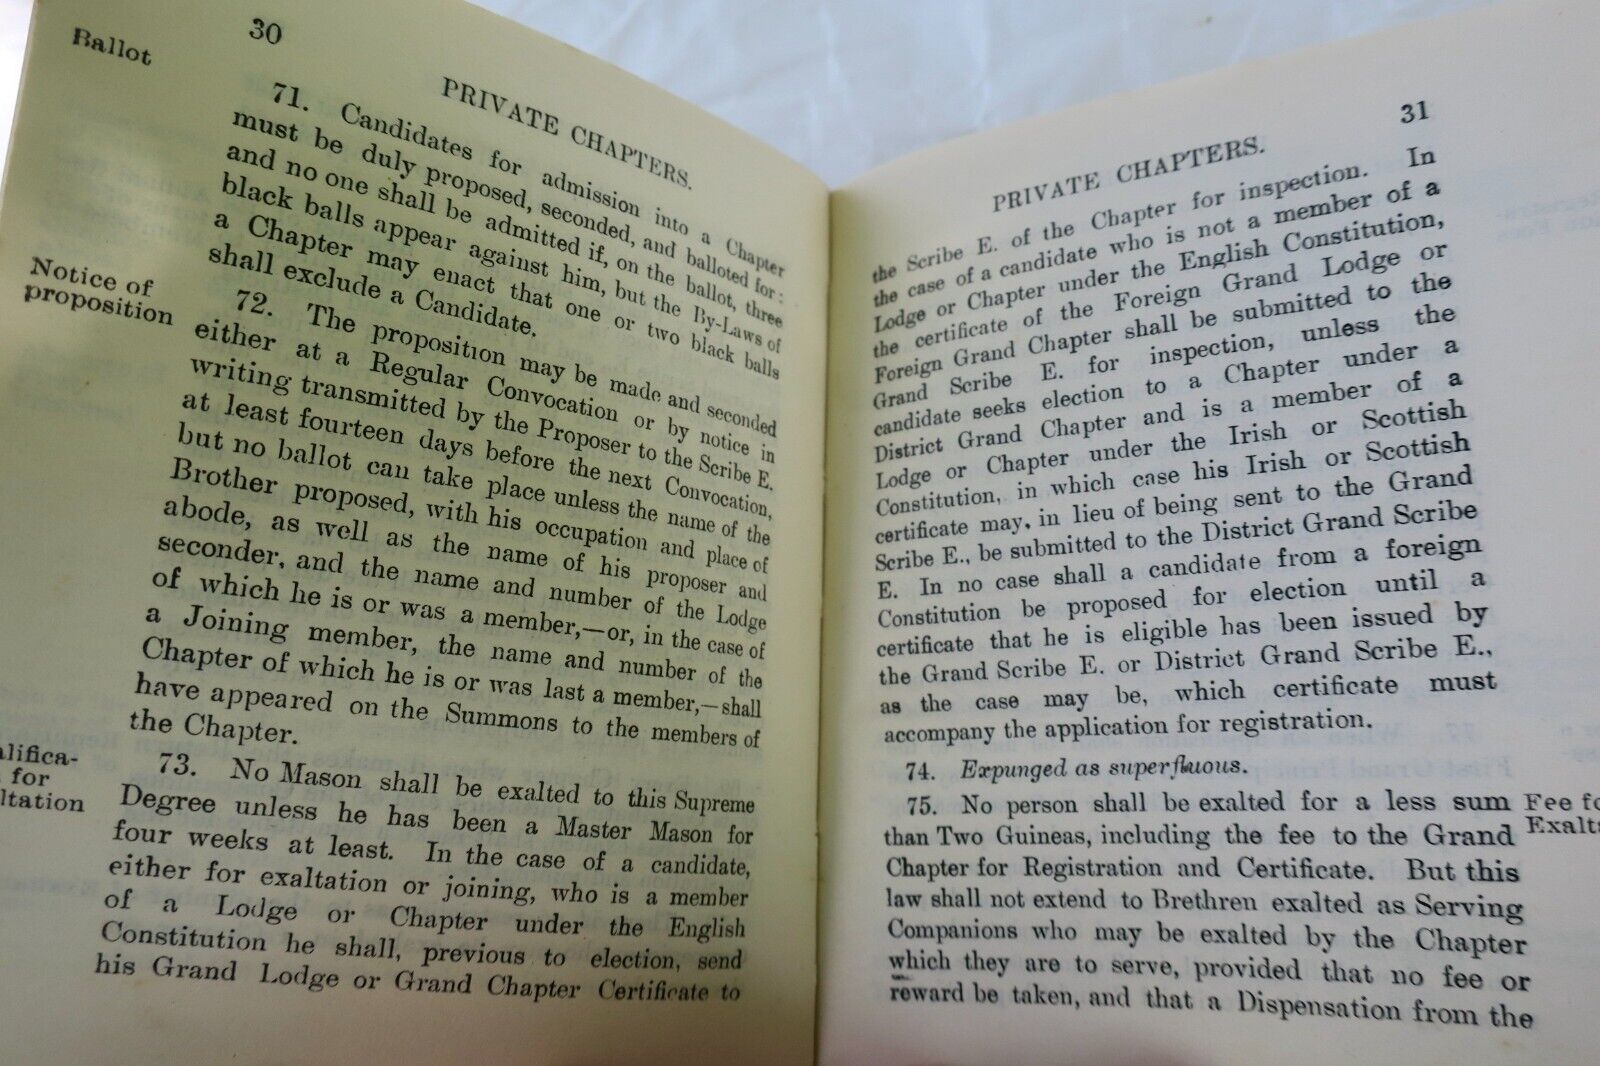 30
PRIVATE CHAPTERS.
Ballot
71. Candidates for admission into a Chapter
must be duly proposed, seconded, and balloted for:
and no one shall be admitted if, on the ballot, three
black balls appear against him, but the By-Laws of
a Chapter may enact that one or two black balls
shall exclude a Candidate.
Notice of
proposition
72. The proposition may be made and seconded
either at a Regular Convocation or by notice in
writing transmitted by the Proposer to the Scribe E.
at least fourteen days before the next Convocation,
but no ballot can take place unless the name of the
Brother proposed, with his occupation and place of
abode, as well as the name of his proposer and
seconder, and the name and number of the Lodge
of which he is or was a member,—or, in the case of
a Joining member, the name and number of the
Chapter of which he is or was last a member,—shall
have appeared on the Summons to the members of
the Chapter.
alifica-
for
ltation
73. No Mason shall be exalted to this Supreme
Degree unless he has been a Master Mason for
four weeks at least. In the case of a candidate,
either for exaltation or joining, who is a member
of a Lodge or Chapter under the English
Constitution he shall, previous to election, send
his Grand Lodge or Grand Chapter Certificate to
31
PRIVATE CHAPTERS.
the Scribe E. of the Chapter for inspection. In
the case of a candidate who is not a member of a
Lodge or Chapter under the English Constitution,
the certificate of the Foreign Grand Lodge or
Foreign Grand Chapter shall be submitted to the
Grand Scribe E. for inspection, unless the
candidate seeks election to a Chapter under a
District Grand Chapter and is a member of a
Lodge or Chapter under the Irish or Scottish
Constitution, in which case his Irish or Scottish
certificate may, in lieu of being sent to the Grand
Scribe E., be submitted to the District Grand Scribe
E. In no case shall a candidate from a foreign
Constitution be proposed for election until a
certificate that he is eligible has been issued by
the Grand Scribe E. or District Grand Scribe E.,
as the case may be, which certificate must
accompany the application for registration.
74. Expunged as superfluous.
75. No person shall be exalted for a less sum
than Two Guineas, including the fee to the Grand
Chapter for Registration and Certificate. But this
law shall not extend to Brethren exalted as Serving
Companions who may be exalted by the Chapter
which they are to serve, provided that no fee or
reward be taken, and that a Dispensation from the
Fee fo
Exalta